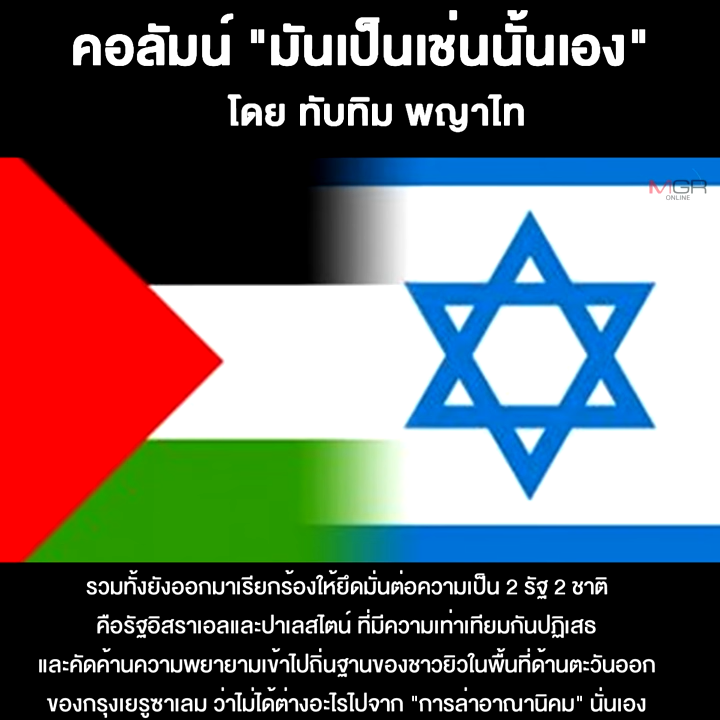 คอลัมน์ "มันเป็นเช่นนั้นเอง"
โดย ทับทิม พญาไท
MGR
ONLINE
รวมทั้งยังออกมาเรียกร้องให้ยึดมั่นต่อความเป็น 2 รัฐ 2 ชาติ
คือรัฐอิสราเอลและปาเลสไตน์ ที่มีความเท่าเทียมกันปฏิเสธ
และคัดค้านความพยายามเข้าไปถิ่นฐานของชาวยิวในพื้นที่ด้านตะวันออก
ของกรุงเยรูซาเลม ว่าไม่ได้ต่างอะไรไปจาก "การล่าอาณานิคม" นั่นเอง